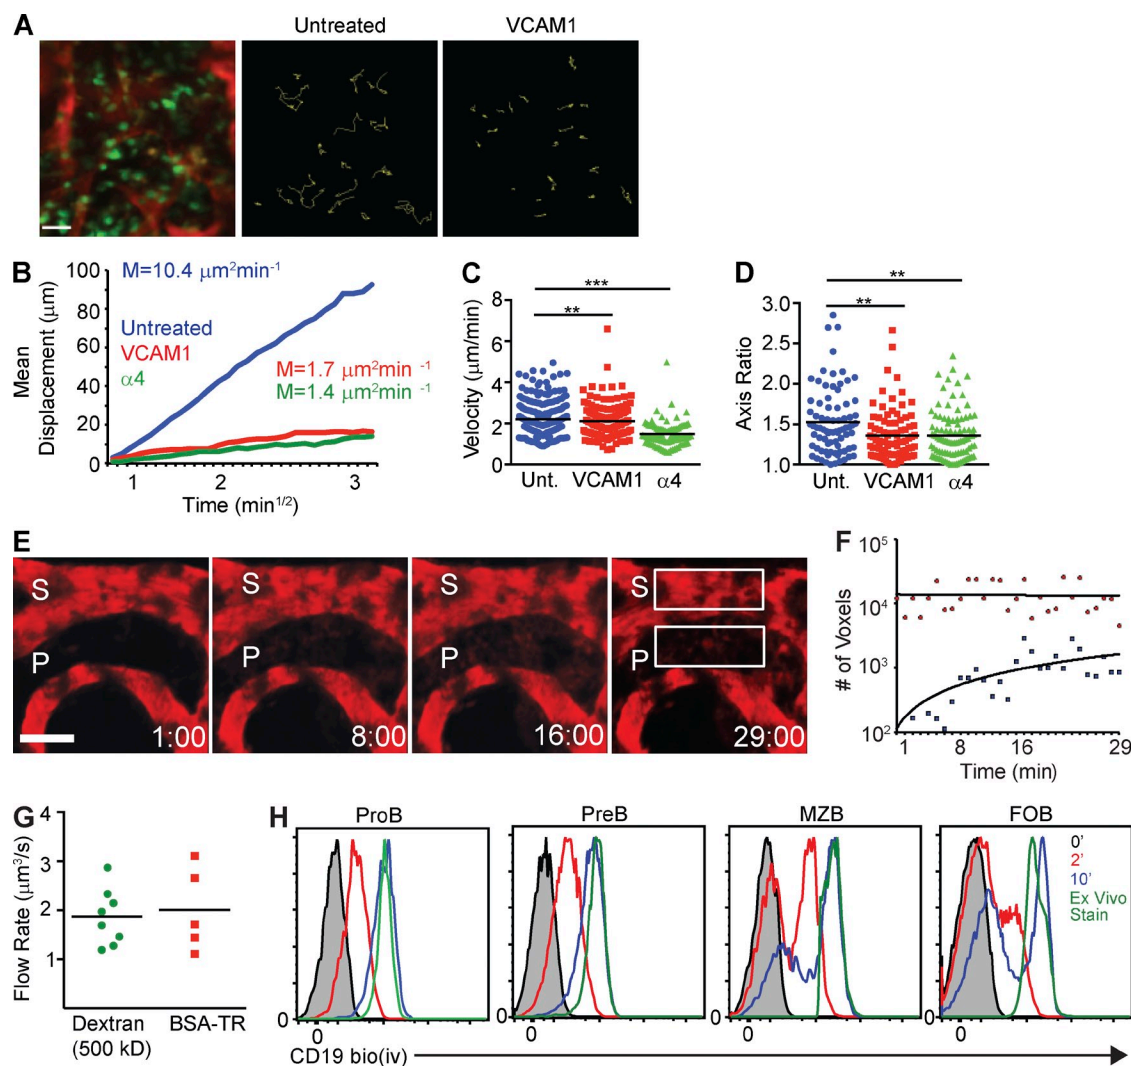 A
Untreated
VCAM1
B
M=10.4 μm²min⁻¹
100
80
60
40
20
0
Mean
Displacement (μm)
Untreated
VCAM1
α4
M=1.7 μm²min ⁻¹
M=1.4 μm²min ⁻¹
1
2
3
Time (min¹ᐟ²)
C
***
**
8
6
4
2
0
Velocity (μm/min)
Unt.
VCAM1
α4
D
**
**
3.0
2.5
2.0
1.5
1.0
Axis Ratio
Unt.
VCAM1
α4
E
S
S
S
S
P
P
P
P
1:00
8:00
16:00
29:00
F
10⁵
10⁴
10³
10²
# of Voxels
1
8
16
29
Time (min)
G
4
3
2
1
Flow Rate (μm³/s)
Dextran
(500 kD)
BSA-TR
H
ProB
PreB
MZB
FOB
0'
2'
10'
Ex Vivo
Stain
0
0
0
0
0
0
0
0
CD19 bio(iv)